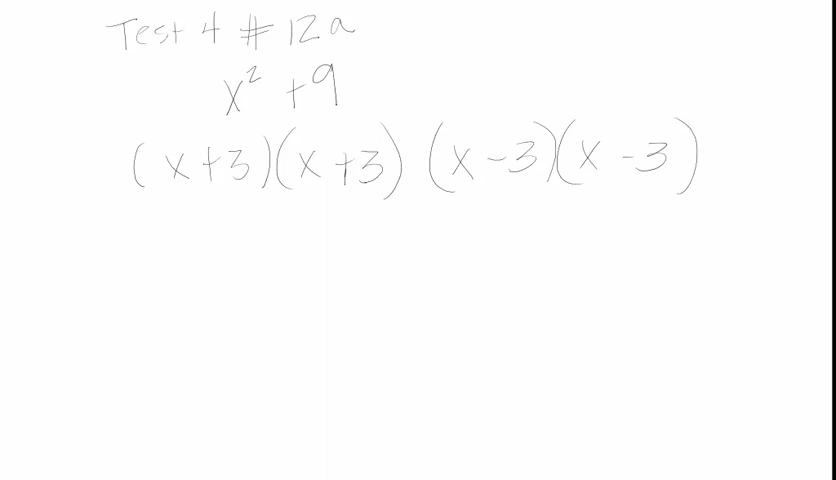 Test 4 # 12a
x² +9
(x+3)(x+3) (x-3)(x-3)